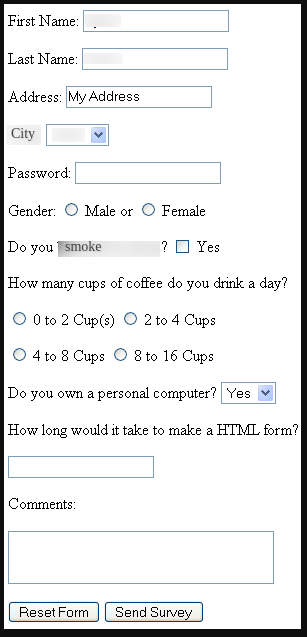 First Name:
Last Name:
Address: My Address
City
Password:
Gender: Male or Female
Do you smoke ? Yes
How many cups of coffee do you drink a day?
0 to 2 Cup(s) 2 to 4 Cups
4 to 8 Cups 8 to 16 Cups
Do you own a personal computer? Yes
How long would it take to make a HTML form?
Comments:
Reset Form Send Survey